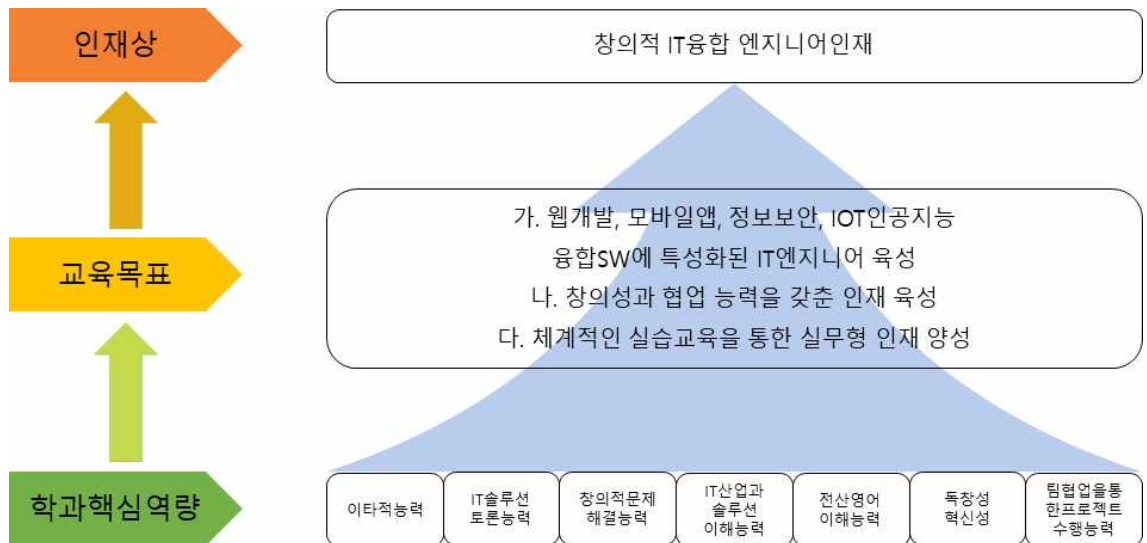 인재상
창의적 IT융합 엔지니어인재
교육목표
가. 웹개발, 모바일앱, 정보보안, IOT인공지능
융합SW에 특성화된 IT엔지니어 육성
나. 창의성과 협업 능력을 갖춘 인재 육성
다. 체계적인 실습교육을 통한 실무형 인재 양성
학과핵심역량
이타적능력
IT솔루션
토론능력
창의적문제
해결능력
IT산업과
솔루션
이해능력
전산영어
이해능력
독창성
혁신성
팀협업을통
한프로젝트
수행능력